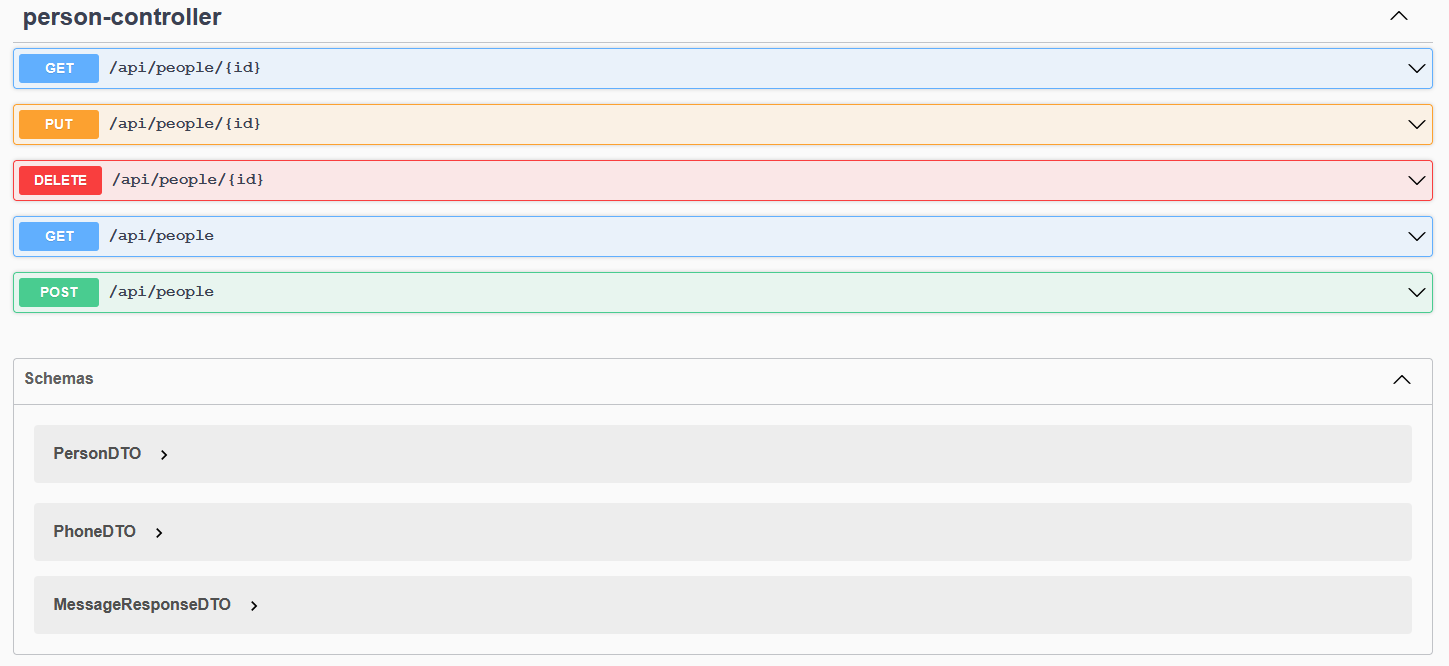 person-controller
GET /api/people/{id}
PUT /api/people/{id}
DELETE /api/people/{id}
GET /api/people
POST /api/people
Schemas
PersonDTO
PhoneDTO
MessageResponseDTO